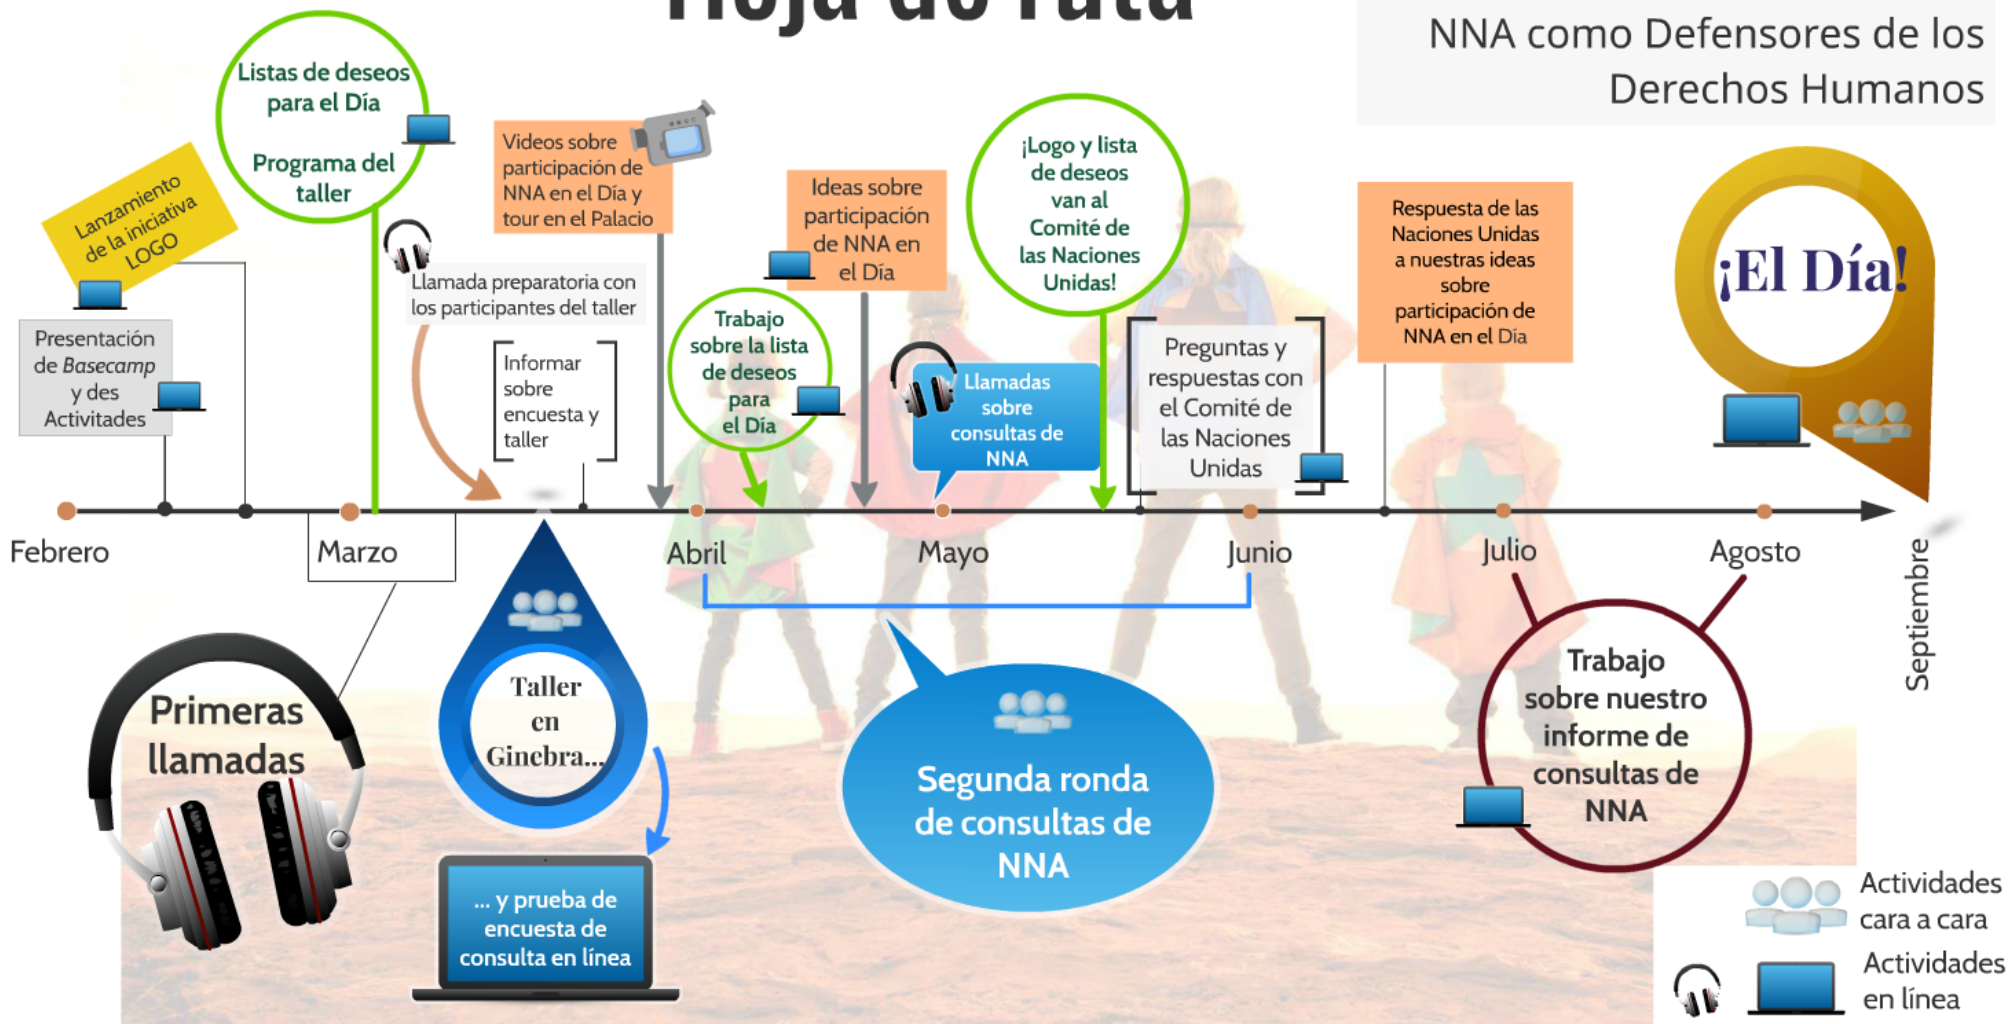 Hoja de ruta
NNA como Defensores de los
Derechos Humanos
Listas de deseos
para el Día
Programa del
taller
Lanzamiento
de la iniciativa
LOGO
Presentación
de Basecamp
y des
Activitades
Videos sobre
participación de
NNA en el Día y
tour en el Palacio
Llamada preparatoria con
los participantes del taller
Informar
sobre
encuesta y
taller
Ideas sobre
participación
de NNA en
el Día
Trabajo
sobre la lista
de deseos
para
el Dia
Llamadas
sobre
consultas de
NNA
¡Logo y lista
de deseos
van al
Comité de
las Naciones
Unidas!
Preguntas y
respuestas con
el Comité de
las Naciones
Unidas
Respuesta de las
Naciones Unidas
a nuestras ideas
sobre
participación de
NNA en el Dia
¡El Día!
Febrero
Marzo
Abril
Mayo
Junio
Julio
Agosto
Septiembre
Primeras
llamadas
Taller
en
Ginebra...
... y prueba de
encuesta de
consulta en línea
Segunda ronda
de consultas de
NNA
Trabajo
sobre nuestro
informe de
consultas de
NNA
Actividades
cara a cara
Actividades
en línea